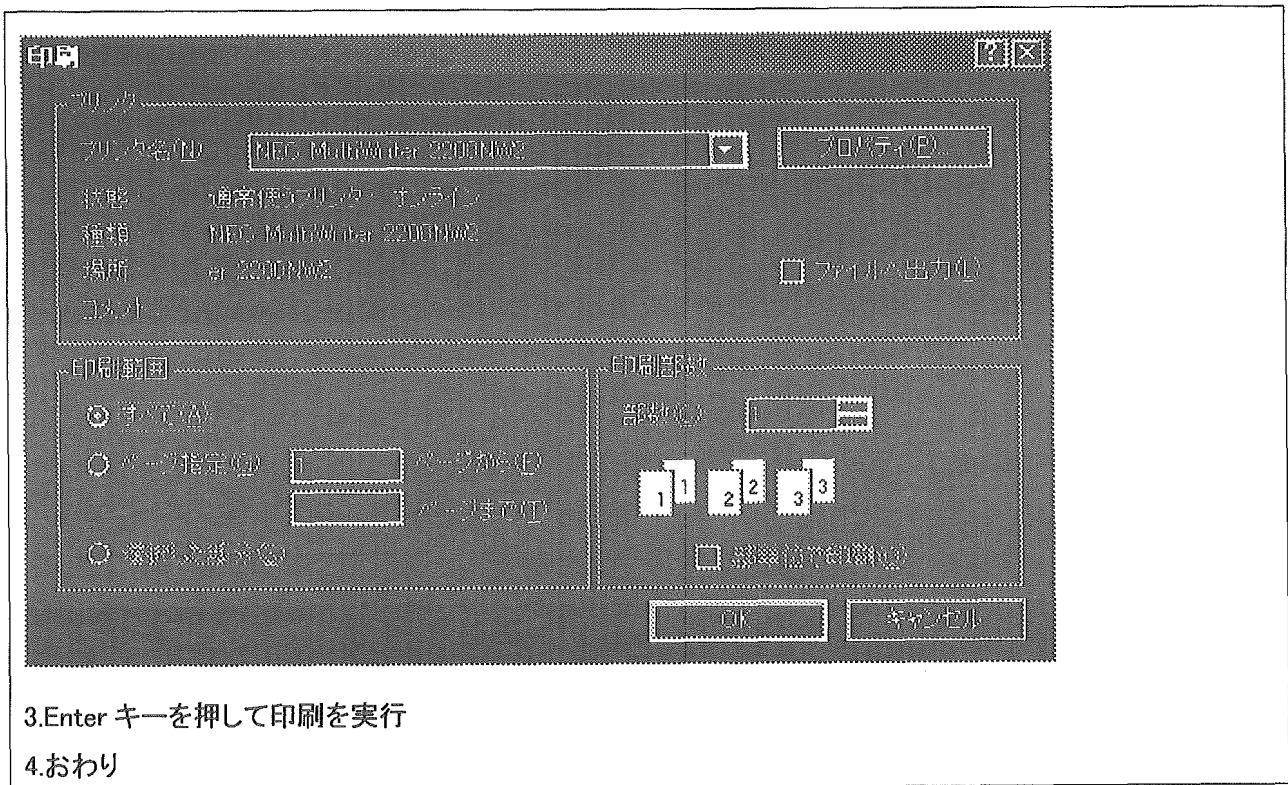 印刷
プリンタ
プリンタ名(N) NEC MultiWriter 2200NW2 プロパティ(P)...
状態: 通常使うプリンタ: オンライン
種類 NEC MultiWriter 2200NW2
場所: er 2200NW2 ファイルへ出力(L)
コメント:
印刷範囲
すべて(A)
ページ指定(G) 1 ページから(F)
ページまで(T)
選択した部分(S)
印刷部数
部数(C): 1
1 1 2 2 3 3
部単位で印刷(O)
OK キャンセル
3.Enter キーを押して印刷を実行
4.おわり